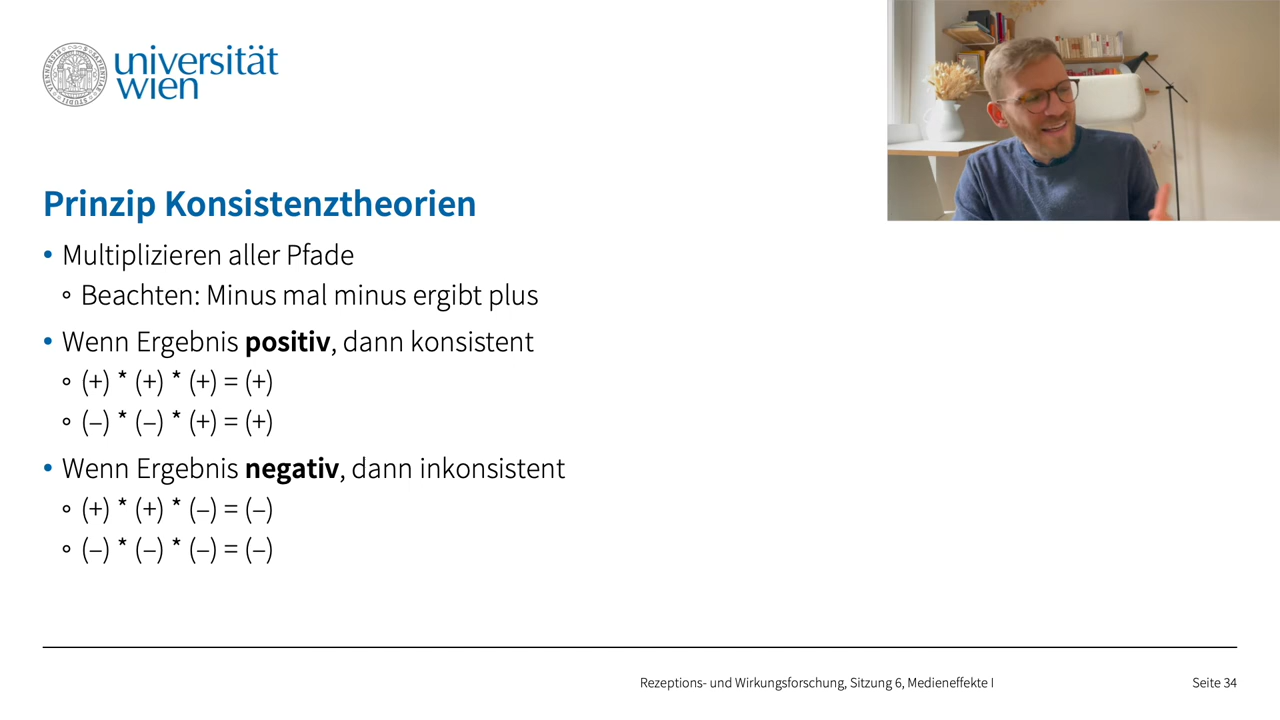 universität
wien
Prinzip Konsistenztheorien
• Multiplizieren aller Pfade
∘ Beachten: Minus mal minus ergibt plus
• Wenn Ergebnis positiv, dann konsistent
∘ (+) * (+) * (+) = (+)
∘ (–) * (–) * (+) = (+)
• Wenn Ergebnis negativ, dann inkonsistent
∘ (+) * (+) * (–) = (–)
∘ (–) * (–) * (–) = (–)
Rezeptions- und Wirkungsforschung, Sitzung 6, Medieneffekte I
Seite 34